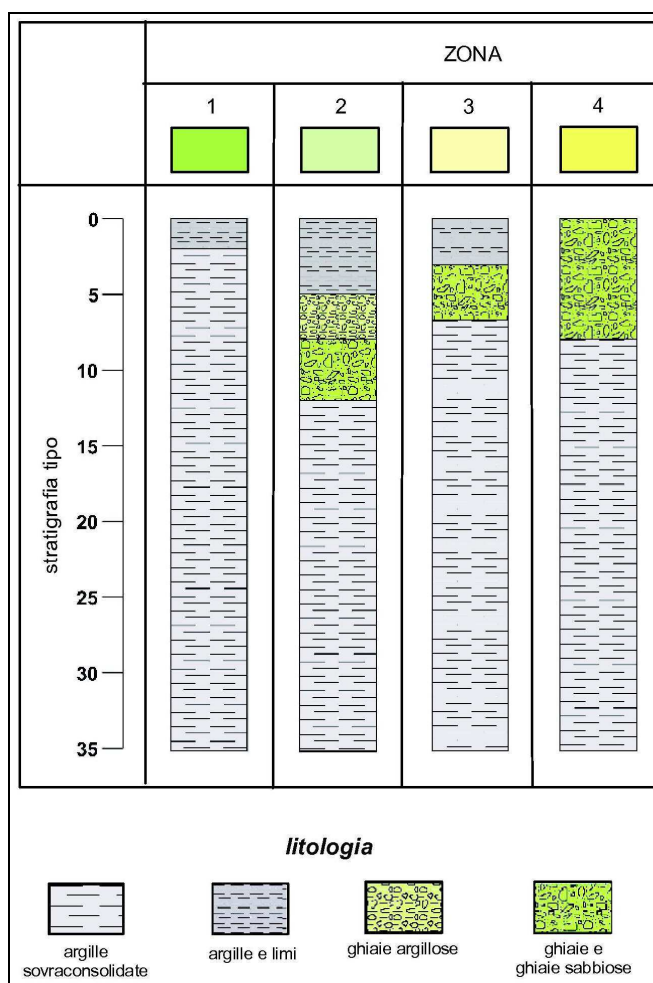 ZONA
1 2 3 4
stratigrafia tipo
0
5
10
15
20
25
30
35
litologia
argille
sovraconsolidate
argille e limi
ghiaie argillose
ghiaie e
ghiaie sabbiose